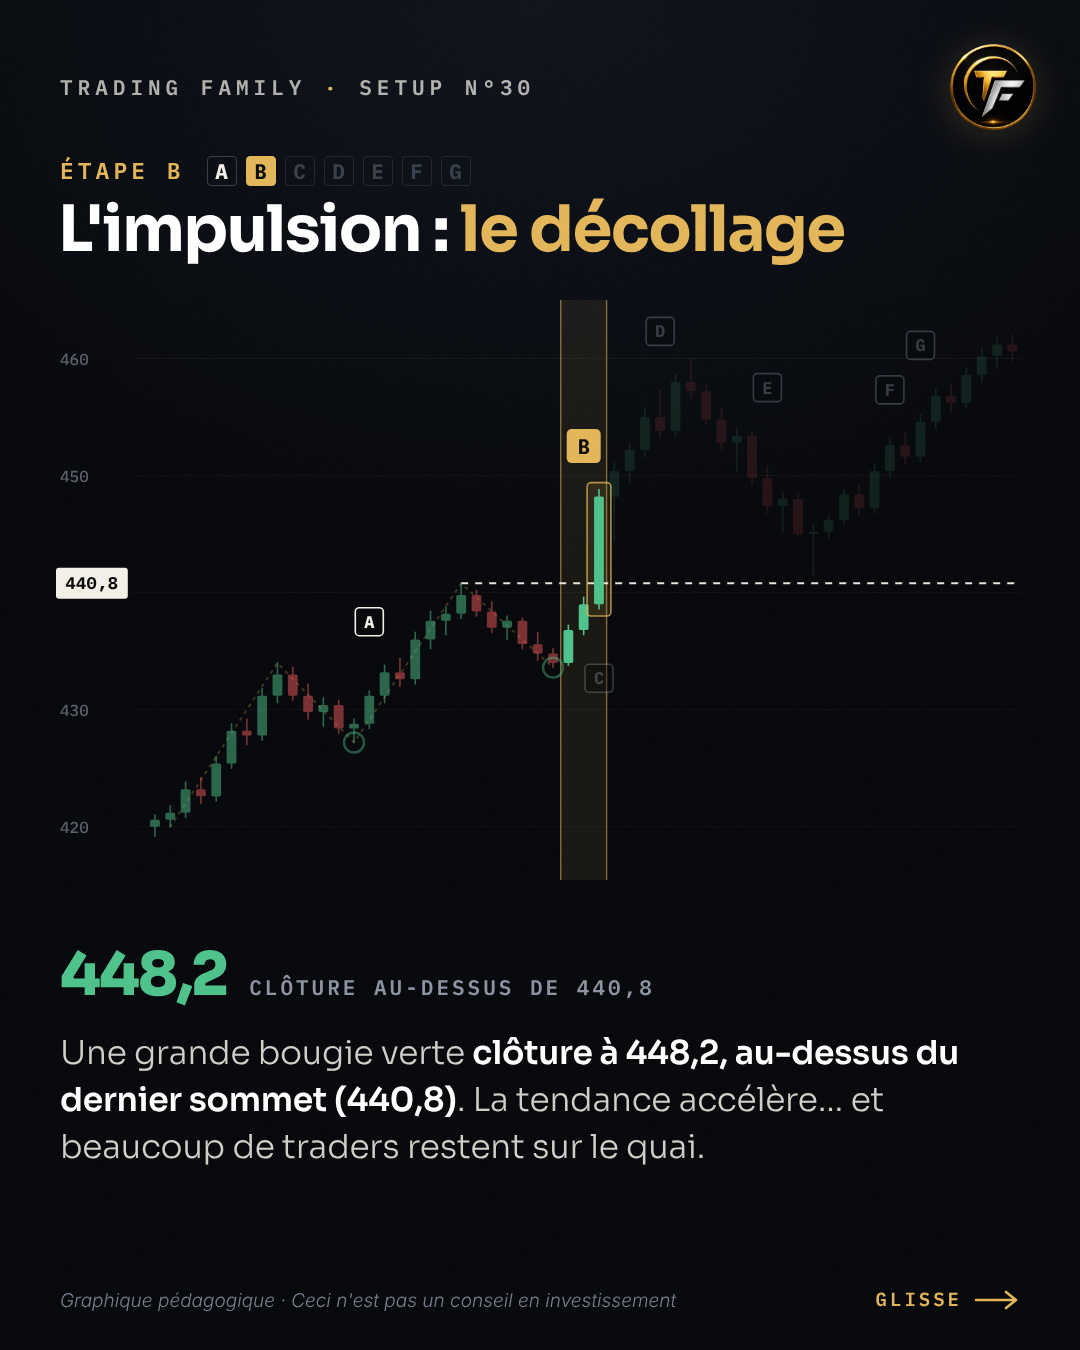 TRADING FAMILY · SETUP N°30
TF
ÉTAPE B A B C D E F G
L'impulsion : le décollage
D
G
460
E
F
B
450
440,8
A
C
430
420
448,2 CLÔTURE AU-DESSUS DE 440,8
Une grande bougie verte clôture à 448,2, au-dessus du
dernier sommet (440,8). La tendance accélère... et
beaucoup de traders restent sur le quai.
Graphique pédagogique · Ceci n'est pas un conseil en investissement
GLISSE →